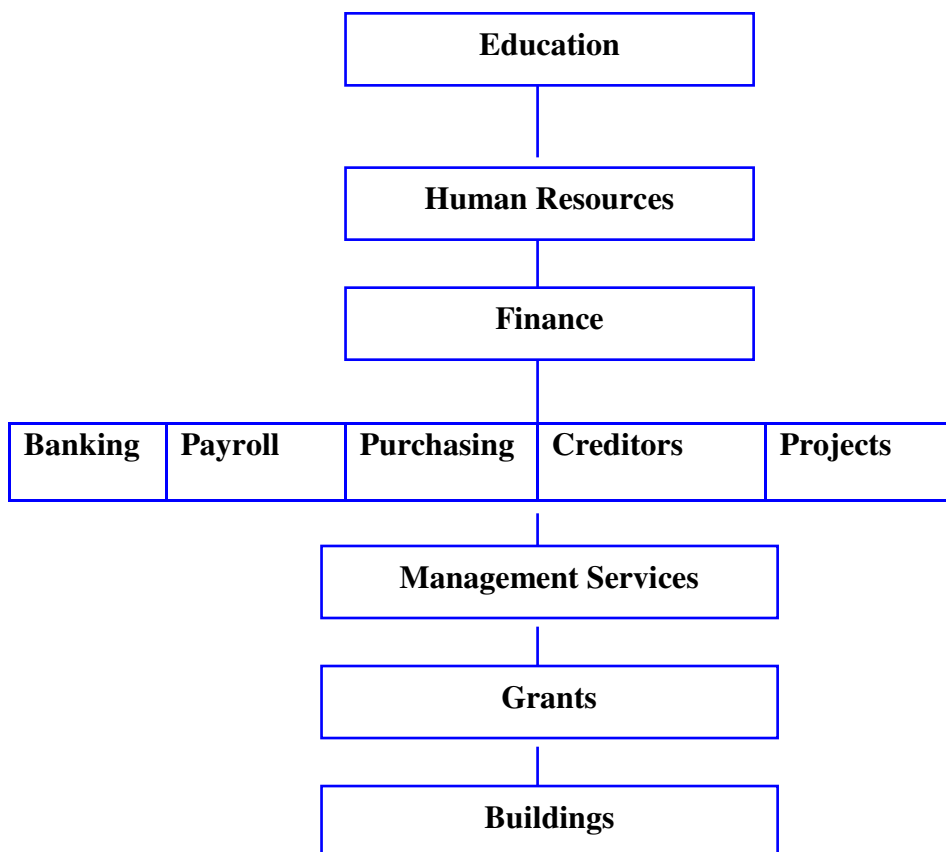 Education
Human Resources
Finance
Banking Payroll Purchasing Creditors Projects
Management Services
Grants
Buildings